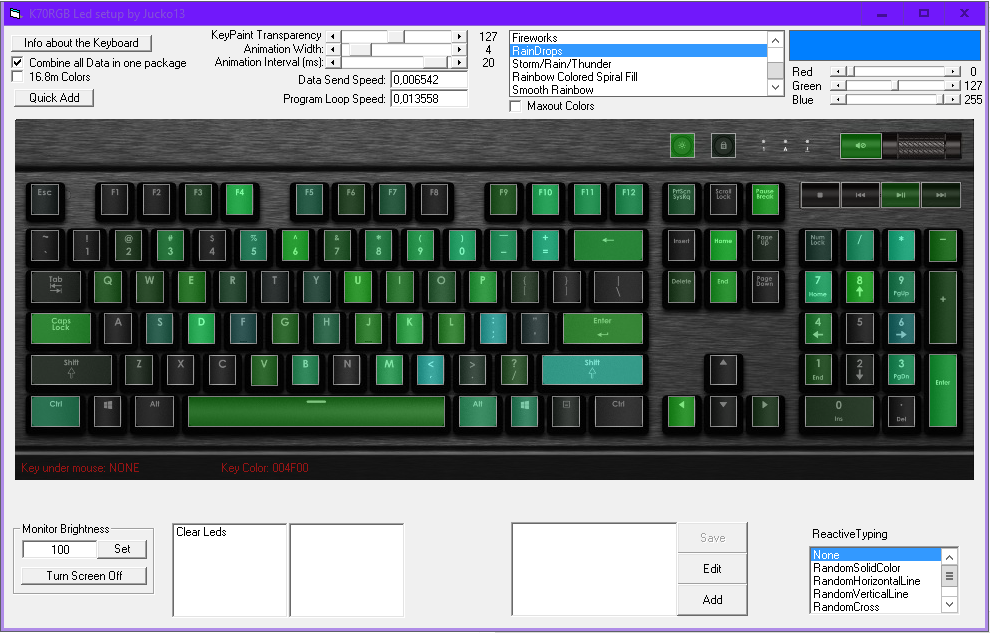 K70RGB Led setup by Jucko13
Info about the Keyboard
Combine all Data in one package
16.8m Colors
Quick Add
KeyPaint Transparency 127
Animation Width: 4
Animation Interval (ms): 20
Data Send Speed: 0,006542
Program Loop Speed: 0,013558
Fireworks
RainDrops
Storm/Rain/Thunder
Rainbow Colored Spiral Fill
Smooth Rainbow
Maxout Colors
Red 0
Green 127
Blue 255
Esc F1 F2 F3 F4 F5 F6 F7 F8 F9 F10 F11 F12 PrtScn SysRq Scroll Lock Pause Break
~ ! @ # $ % ^ & * ( ) — +
- 1 2 3 4 5 6 7 8 9 0 – = ← Insert Home Page Up Num Lock / * −
Tab Q W E R T Y U I O P { [ } ] | \ Delete End Page Down 7 Home 8 ↑ 9 PgUp +
Caps Lock A S D F G H J K L : ; " ' Enter 4 ← 5 6 →
Shift Z X C V B N M < , > . ? / Shift 1 End 2 ↓ 3 PgDn Enter
Ctrl Alt Alt Ctrl 0 Ins . Del
Key under mouse: NONE Key Color: 004F00
Monitor Brightness
100 Set
Turn Screen Off
Clear Leds
Save
Edit
Add
ReactiveTyping
None
RandomSolidColor
RandomHorizontalLine
RandomVerticalLine
RandomCross